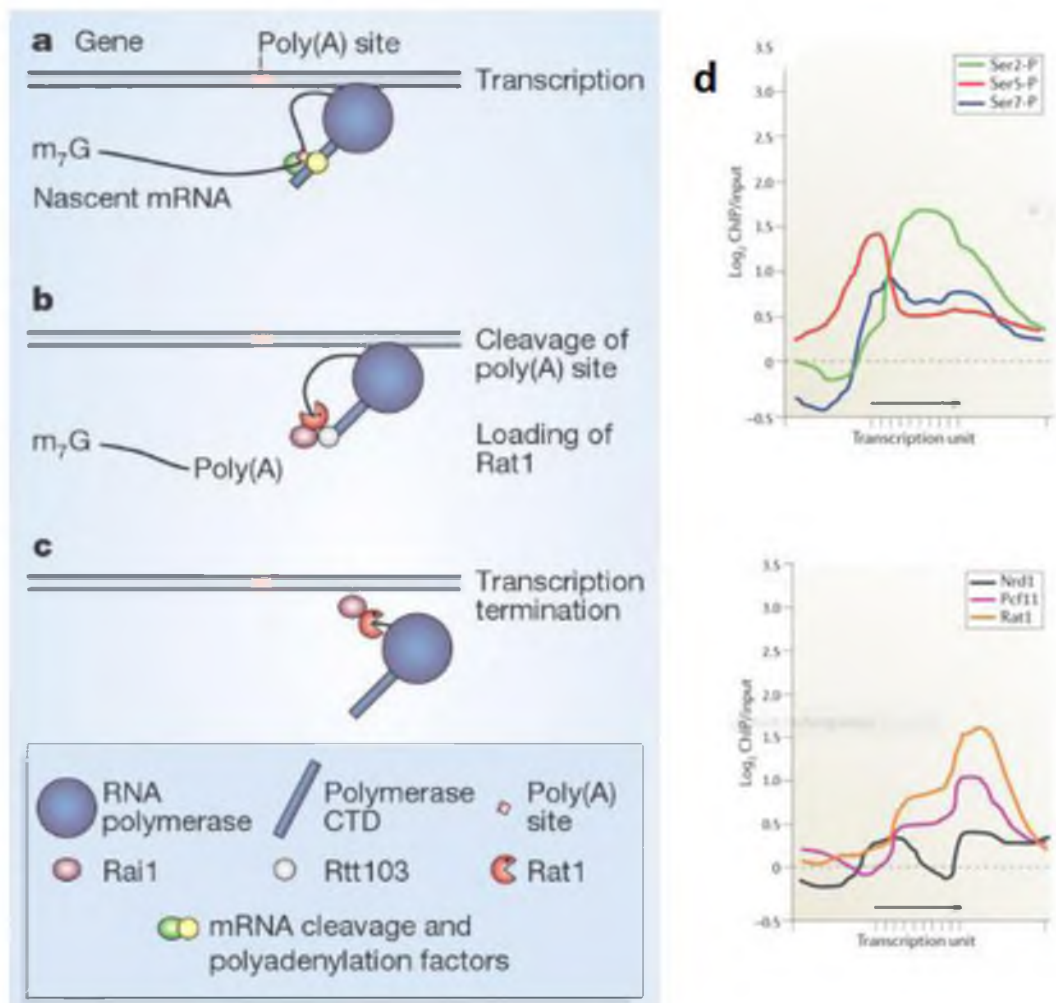 a Gene
Poly(A) site
Transcription
m₇G
Nascent mRNA
b
Cleavage of
poly(A) site
Loading of
Rat1
m₇G
Poly(A)
c
Transcription
termination
RNA
polymerase
Polymerase
CTD
Poly(A)
site
Rai1
Rtt103
Rat1
mRNA cleavage and
polyadenylation factors
d
3.5
3.0
2.5
2.0
1.5
1.0
0.5
0
−0.5
Log₂ ChIP/input
Ser2-P
Ser5-P
Ser7-P
Transcription unit
3.5
3.0
2.5
2.0
1.5
1.0
0.5
0
−0.5
Log₂ ChIP/input
Nrd1
Pcf11
Rat1
Transcription unit